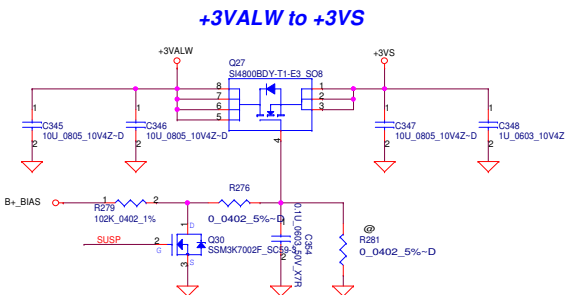 +3VALW to +3VS
+3VALW
Q27
SI4800BDY-T1-E3_SO8
+3VS
8
7
6
5
1
2
3
4
1
C345
10U_0805_10V4Z~D
2
1
C346
10U_0805_10V4Z~D
2
1
C347
10U_0805_10V4Z~D
2
1
C348
1U_0603_10V4Z
2
B+_BIAS
1
2
R279
102K_0402_1%
R276
0_0402_5%~D
SUSP
2
G
1
D
3
S
Q30
SSM3K7002F_SC59-3
1
2
C354
0.1U_0603_50V_X7R
@
R281
0_0402_5%~D